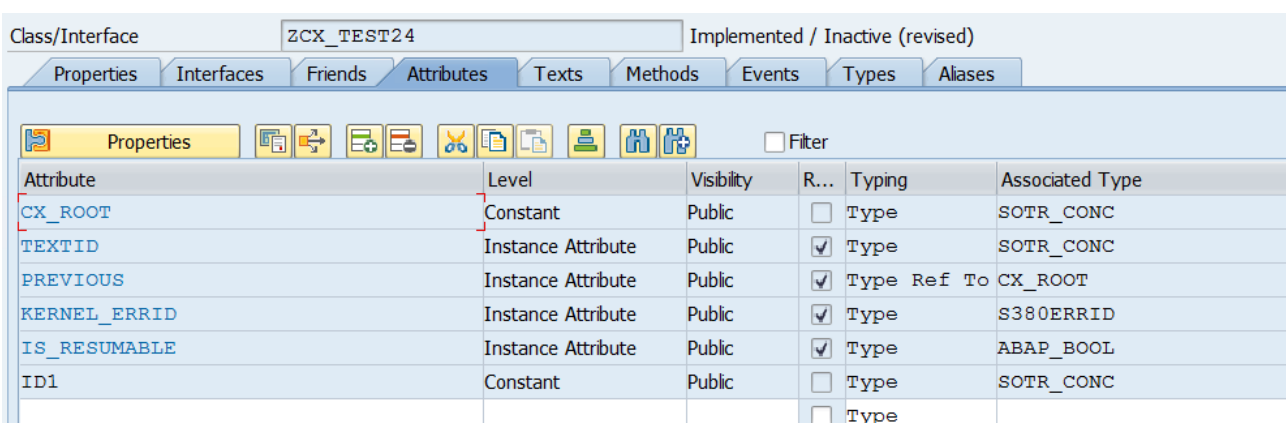 Class/Interface ZCX_TEST24 Implemented / Inactive (revised)
Properties Interfaces Friends Attributes Texts Methods Events Types Aliases
Properties Filter
Attribute Level Visibility R... Typing Associated Type
CX_ROOT Constant Public Type SOTR_CONC
TEXTID Instance Attribute Public Type SOTR_CONC
PREVIOUS Instance Attribute Public Type Ref To CX_ROOT
KERNEL_ERRID Instance Attribute Public Type S380ERRID
IS_RESUMABLE Instance Attribute Public Type ABAP_BOOL
ID1 Constant Public Type SOTR_CONC
Type